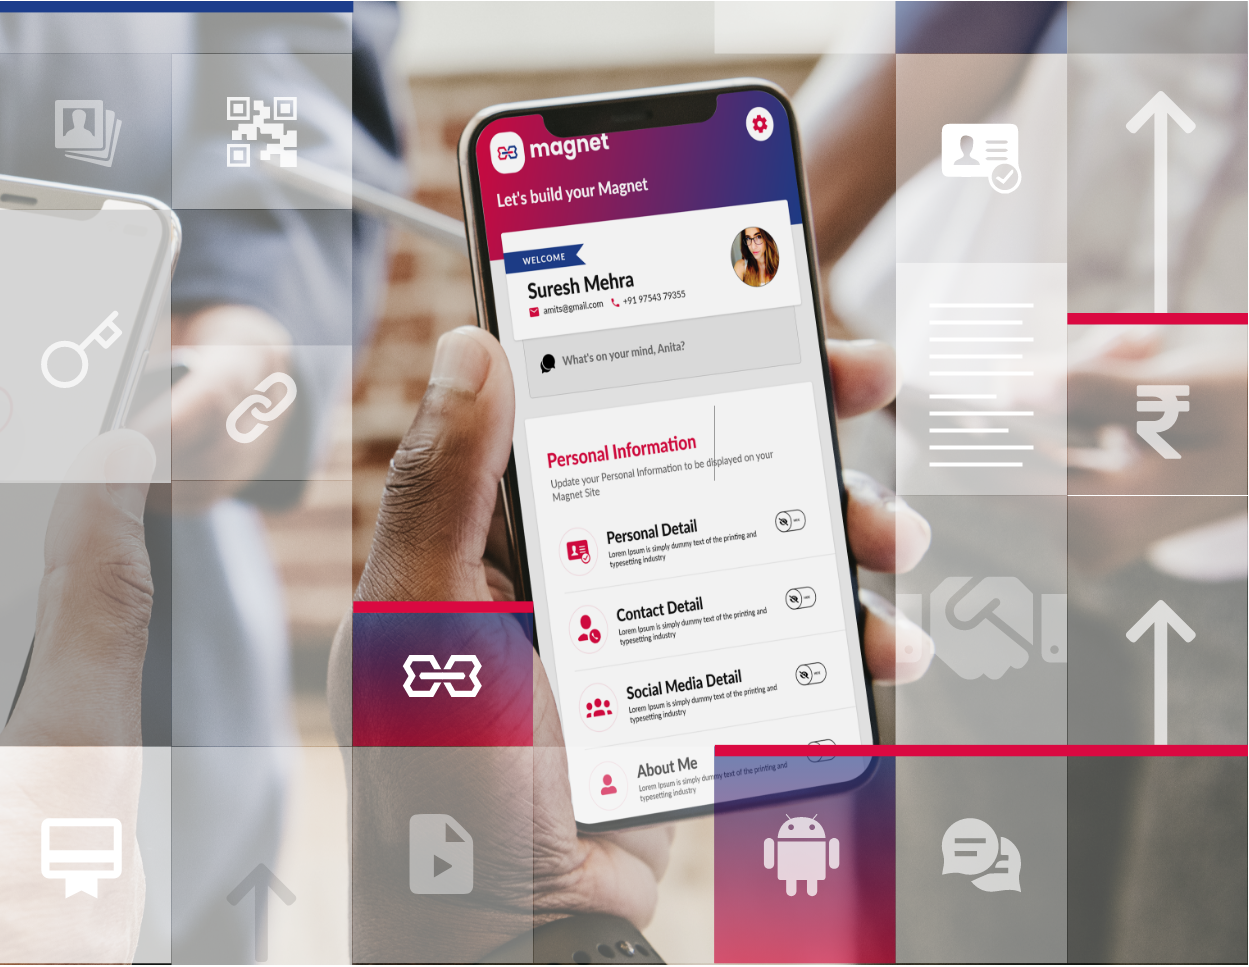 magnet
Let's build your Magnet
WELCOME
Suresh Mehra
amits@gmail.com +91 97543 79355
What's on your mind, Anita?
Personal Information
Update your Personal Information to be displayed on your
Magnet Site
Personal Detail
Lorem Ipsum is simply dummy text of the printing and
typesetting industry
Contact Detail
Lorem Ipsum is simply dummy text of the printing and
typesetting industry
Social Media Detail
Lorem Ipsum is simply dummy text of the printing and
typesetting industry
About Me
Lorem Ipsum is simply dummy text of the printing and
typesetting industry
₹